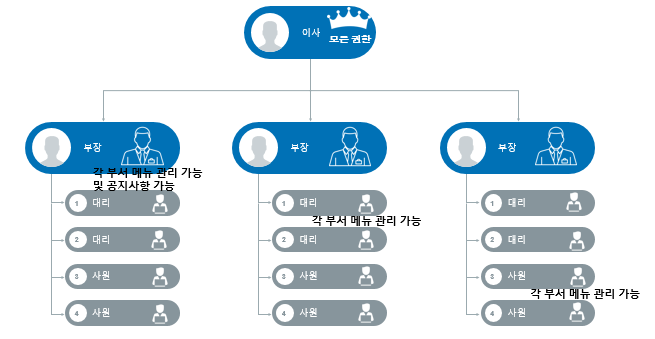 이사
모든 권한
부장
부장
부장
각 부서 메뉴 관리 가능
및 공지사항 가능
1 대리
2 대리
3 사원
4 사원
1 대리
각 부서 메뉴 관리 가능
2 대리
3 사원
4 사원
1 대리
2 대리
3 사원
각 부서 메뉴 관리 가능
4 사원